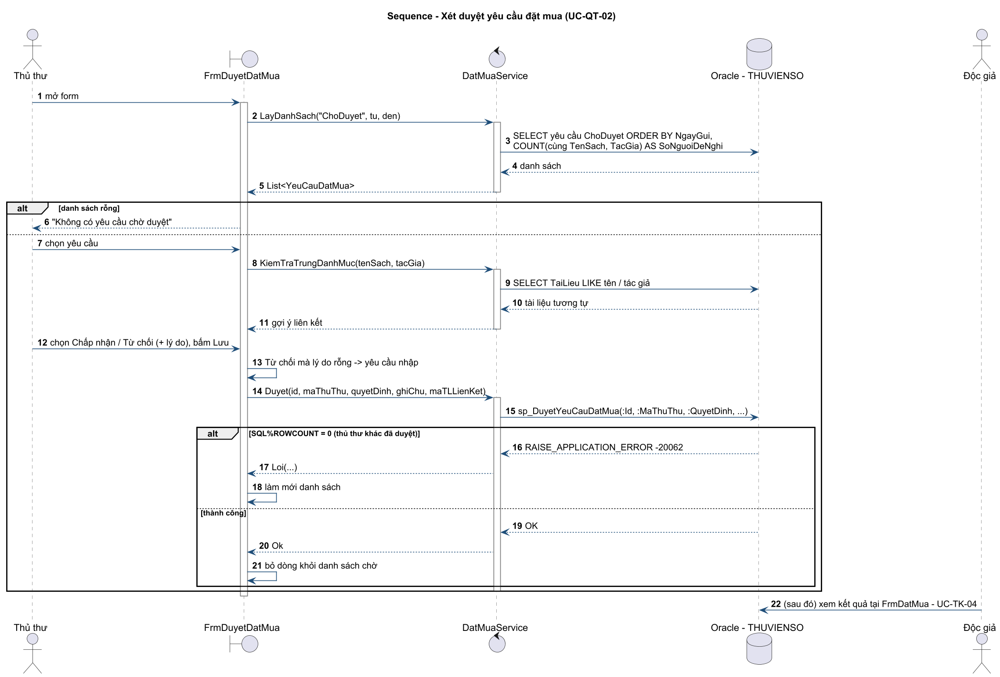 Sequence - Xét duyệt yêu cầu đặt mua (UC-QT-02)
Thủ thư
FrmDuyetDatMua
DatMuaService
Oracle - THUVIENSO
Độc giả
1 mở form
2 LayDanhSach("ChoDuyet", tu, den)
3 SELECT yêu cầu ChoDuyet ORDER BY NgayGui,
COUNT(cùng TenSach, TacGia) AS SoNguoiDeNghi
4 danh sách
5 List<YeuCauDatMua>
alt [danh sách rỗng]
6 "Không có yêu cầu chờ duyệt"
7 chọn yêu cầu
8 KiemTraTrungDanhMuc(tenSach, tacGia)
9 SELECT TaiLieu LIKE tên / tác giả
10 tài liệu tương tự
11 gợi ý liên kết
12 chọn Chấp nhận / Từ chối (+ lý do), bấm Lưu
13 Từ chối mà lý do rỗng -> yêu cầu nhập
14 Duyet(id, maThuThu, quyetDinh, ghiChu, maTLLienKet)
15 sp_DuyetYeuCauDatMua(:Id, :MaThuThu, :QuyetDinh, ...)
alt [SQL%ROWCOUNT = 0 (thủ thư khác đã duyệt)]
16 RAISE_APPLICATION_ERROR -20062
17 Loi(...)
18 làm mới danh sách
[thành công]
19 OK
20 Ok
21 bỏ dòng khỏi danh sách chờ
22 (sau đó) xem kết quả tại FrmDatMua - UC-TK-04
Thủ thư
FrmDuyetDatMua
DatMuaService
Oracle - THUVIENSO
Độc giả